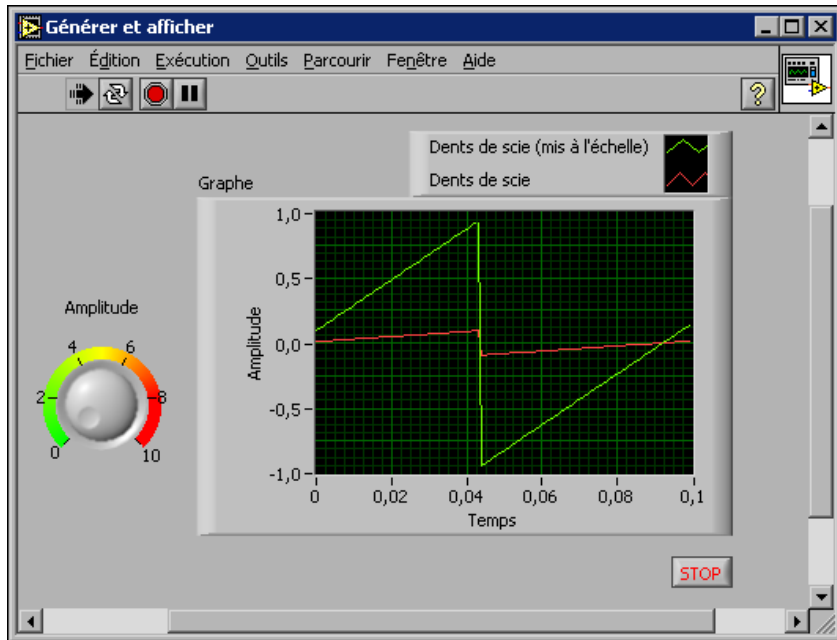 Générer et afficher
Fichier Édition Exécution Outils Parcourir Fenêtre Aide
?
Dents de scie (mis à l'échelle)
Dents de scie
Graphe
1,0
0,5
0,0
-0,5
-1,0
Amplitude
0 0,02 0,04 0,06 0,08 0,1
Temps
Amplitude
4 6
2 8
0 10
STOP